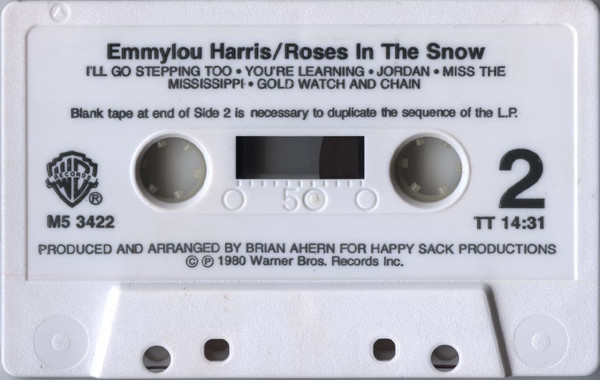 Emmylou Harris/Roses In The Snow
I'LL GO STEPPING TOO • YOU'RE LEARNING • JORDAN • MISS THE
MISSISSIPPI • GOLD WATCH AND CHAIN
Blank tape at end of Side 2 is necessary to duplicate the sequence of the L.P.
WB
RECORDS
®
M5 3422
50
2
TT 14:31
PRODUCED AND ARRANGED BY BRIAN AHERN FOR HAPPY SACK PRODUCTIONS
© ℗ 1980 Warner Bros. Records Inc.